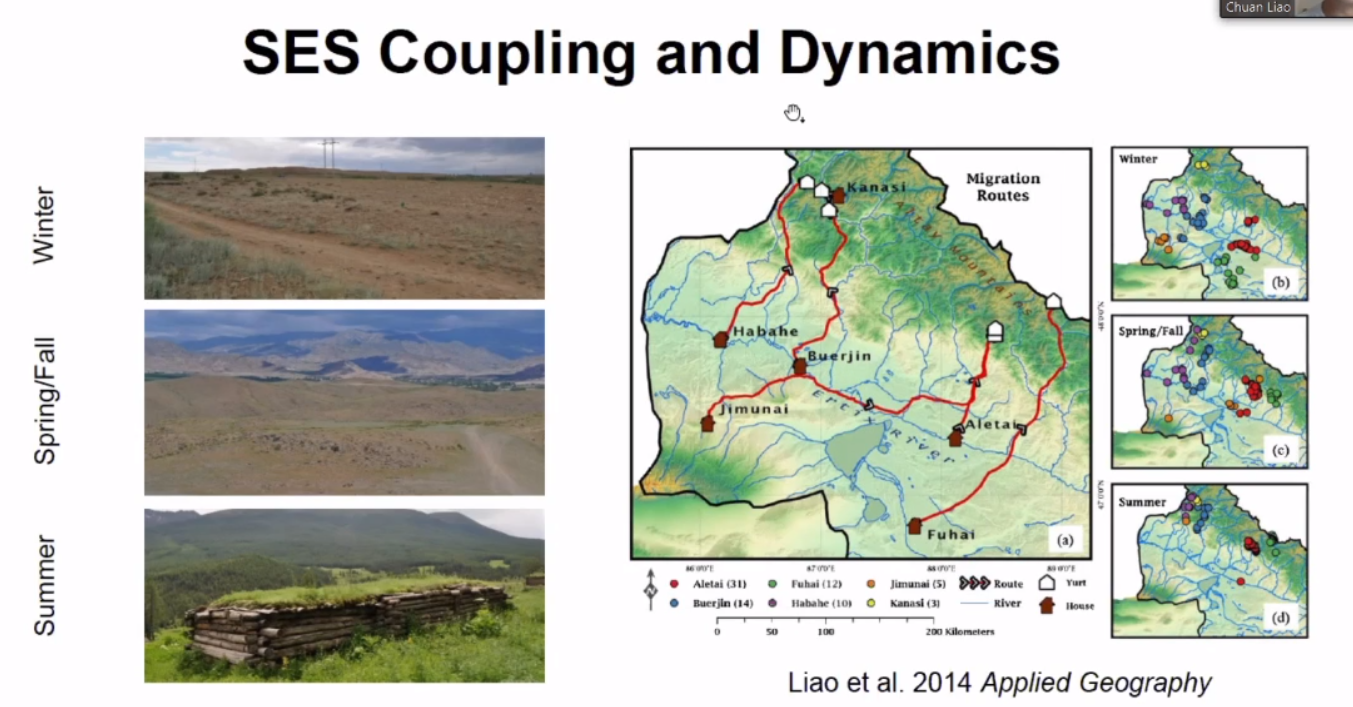 Chuan Liao
SES Coupling and Dynamics
Winter
Spring/Fall
Summer
Migration
Routes
Kanasi
Altai Mountains
Habahe
Buerjin
Jimunai
Ertix River
Aletai
Fuhai
(a)
86°0'0"E
87°0'0"E
88°0'0"E
89°0'0"E
48°0'0"N
47°0'0"N
Aletai (31)
Fuhai (12)
Jimunai (5)
Route
Yurt
Buerjin (14)
Habahe (10)
Kanasi (3)
River
House
N
0 50 100 200 Kilometers
Winter
(b)
Spring/Fall
(c)
Summer
(d)
Liao et al. 2014 Applied Geography